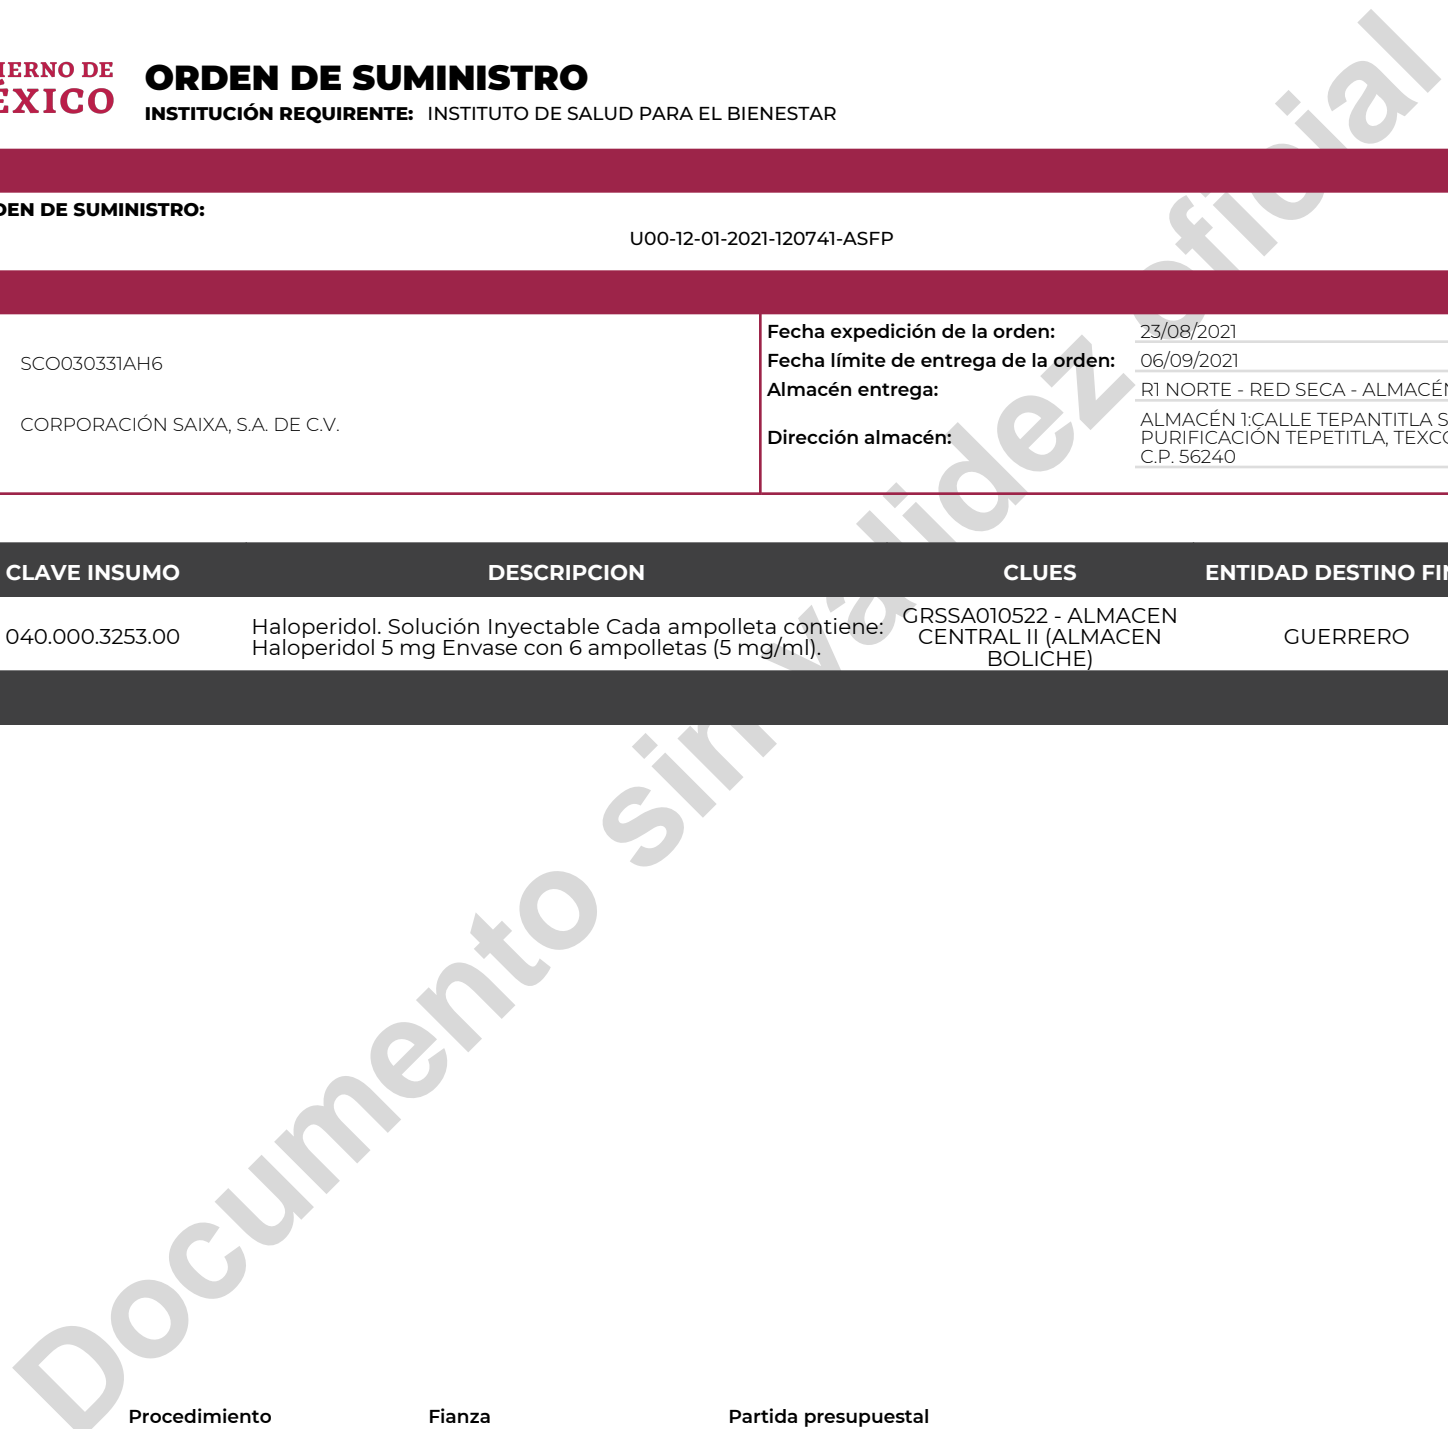 IERNO DE
ÉXICO
ORDEN DE SUMINISTRO
INSTITUCIÓN REQUIRENTE: INSTITUTO DE SALUD PARA EL BIENESTAR
DEN DE SUMINISTRO:
U00-12-01-2021-120741-ASFP
SCO030331AH6
CORPORACIÓN SAIXA, S.A. DE C.V.
Fecha expedición de la orden: 23/08/2021
Fecha límite de entrega de la orden: 06/09/2021
Almacén entrega: R1 NORTE - RED SECA - ALMACÉN
Dirección almacén:
ALMACÉN 1:CALLE TEPANTITLA S
PURIFICACIÓN TEPETITLA, TEXCO
C.P. 56240
CLAVE INSUMO DESCRIPCION CLUES ENTIDAD DESTINO FIN
040.000.3253.00
Haloperidol. Solución Inyectable Cada ampolleta contiene:
Haloperidol 5 mg Envase con 6 ampolletas (5 mg/ml).
GRSSA010522 - ALMACEN
CENTRAL II (ALMACEN
BOLICHE)
GUERRERO
Documento sin validez oficial
Procedimiento Fianza Partida presupuestal